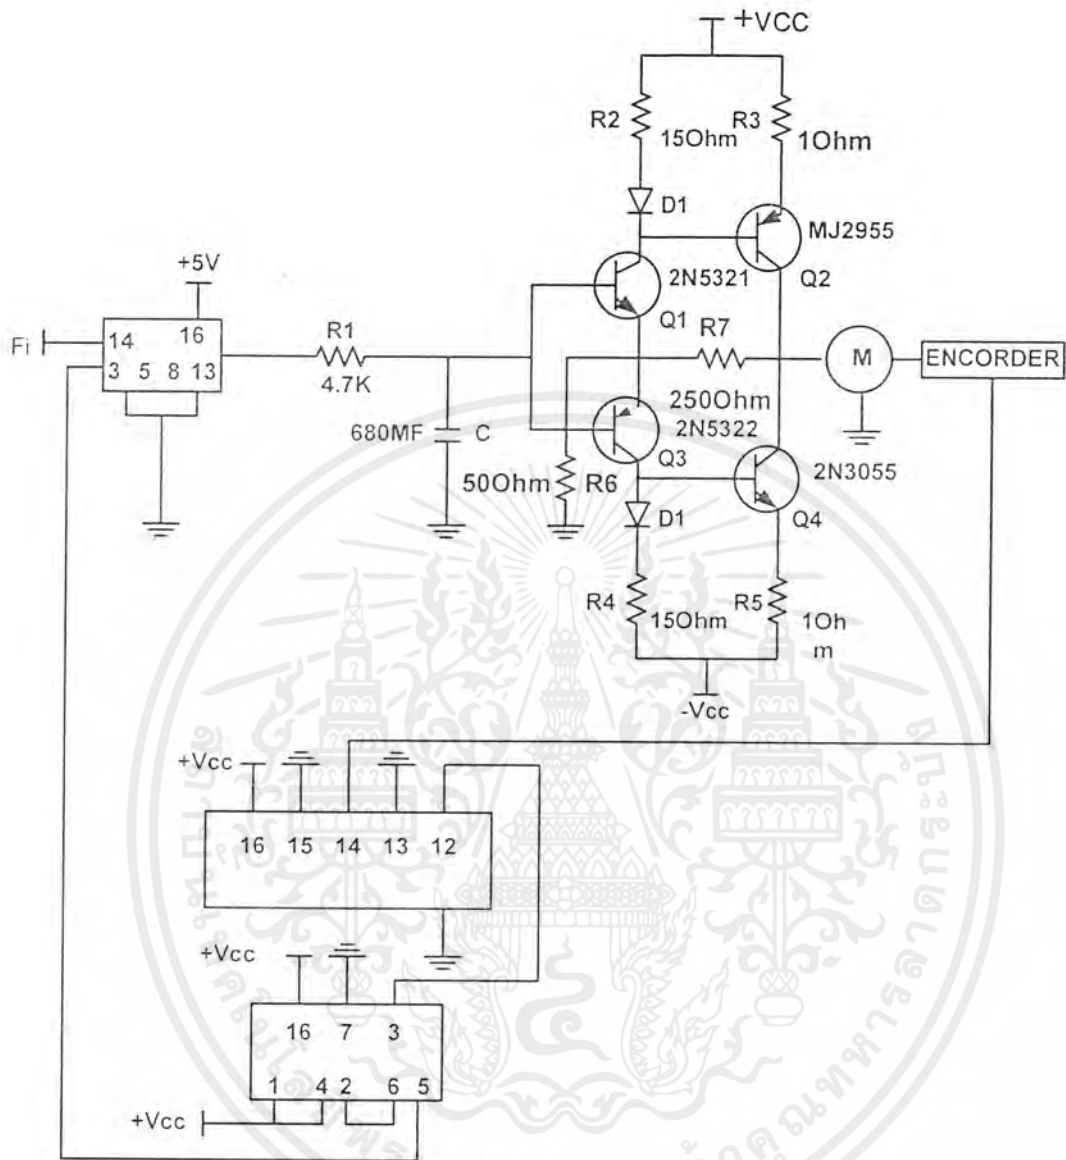 +VCC
R2
15Ohm
R3
1Ohm
D1
MJ2955
+5V
2N5321
Q2
Q1
R1
R7
Fi
14
16
3 5 8 13
M
ENCORDER
4.7K
250Ohm
680MF
C
2N5322
Q3
2N3055
50Ohm
R6
D1
Q4
R4
15Ohm
R5
1Oh
m
-Vcc
+Vcc
16 15 14 13 12
+Vcc
16 7 3
1 4 2 6 5
+Vcc